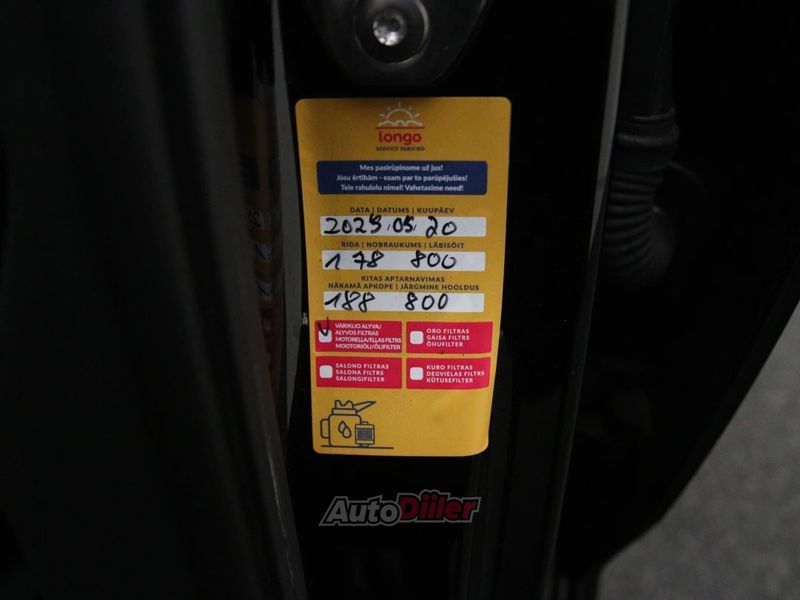 longo
SERVICE VERIFIED
Mes pasirūpinome už jus!
Jūsu ērtībām - esam par to parūpējušies!
Teie rahulolu nimel! Vahetasime need!
DATA | DATUMS | KUUPÄEV
2025.05.20
RIDA | NOBRAUKUMS | LÄBISÕIT
178 800
KITAS APTARNAVIMAS
NĀKAMĀ APKOPE | JÄRGMINE HOOLDUS
188 800
VARIKLIO ALYVA/
ALYVOS FILTRAS
MOTOREĻĻA/EĻĻAS FILTRS
MOOTORIÕLI/ÕLIFILTER
ORO FILTRAS
GAISA FILTRS
ÕHUFILTER
SALONO FILTRAS
SALONA FILTRS
SALONGIFILTER
KURO FILTRAS
DEGVIELAS FILTRS
KÜTUSEFILTER
AutoDiiler